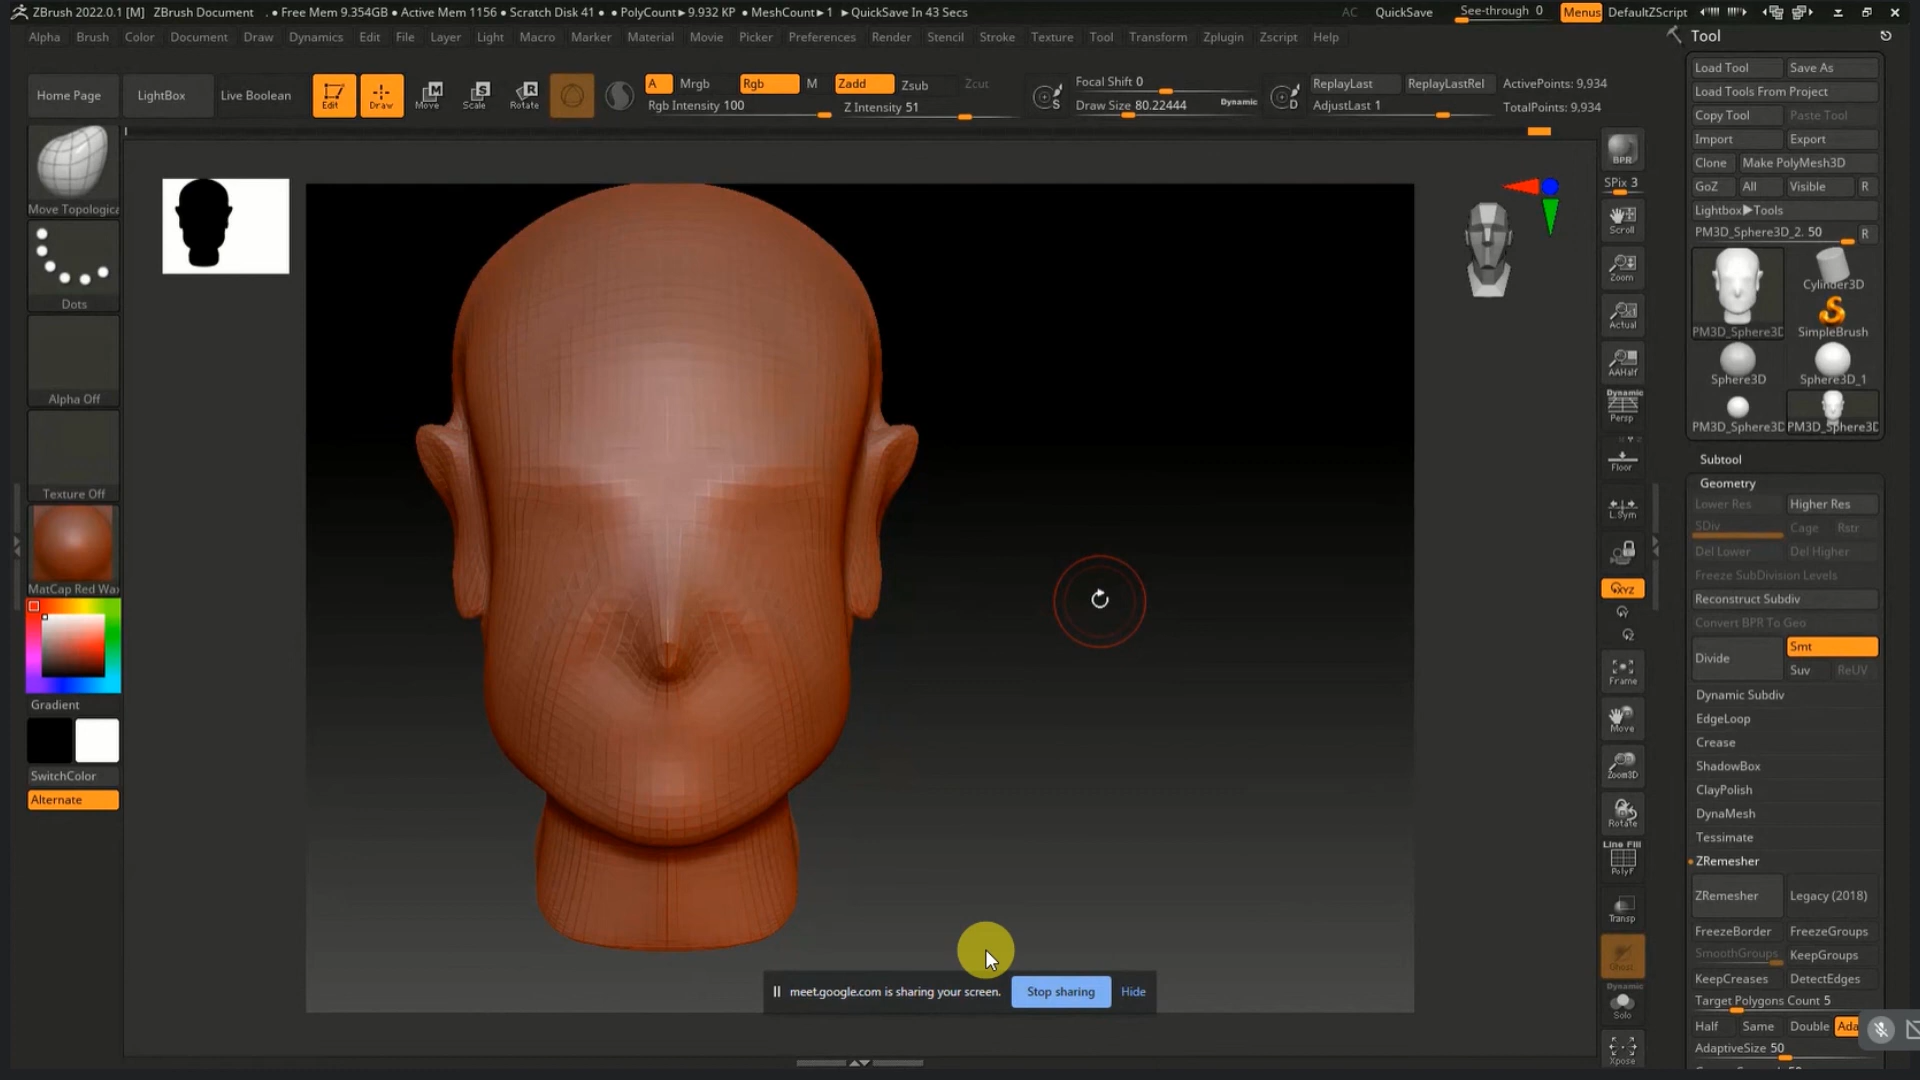 ZBrush 2022.0.1 [M] ZBrush Document . • Free Mem 9.354GB • Active Mem 1156 • Scratch Disk 41 • • PolyCount► 9.932 KP • MeshCount► 1 ►QuickSave In 43 Secs AC QuickSave See-through 0 Menus DefaultZScript
Alpha Brush Color Document Draw Dynamics Edit File Layer Light Macro Marker Material Movie Picker Preferences Render Stencil Stroke Texture Tool Transform Zplugin Zscript Help
Home Page LightBox Live Boolean Edit Draw Move Scale Rotate
A Mrgb Rgb M Zadd Zsub Zcut
Rgb Intensity 100 Z Intensity 51
Focal Shift 0
Draw Size 80.22444 Dynamic
ReplayLast ReplayLastRel ActivePoints: 9,934
AdjustLast 1 TotalPoints: 9,934
Move Topologica
Dots
Alpha Off
Texture Off
MatCap Red Wax
Gradient
SwitchColor
Alternate
BPR
SPix 3
Scroll
Zoom
Actual
AAHalf
Dynamic
Persp
Floor
L.Sym
XYZ
Frame
Move
Zoom3D
Rotate
Line Fill
PolyF
Transp
Ghost
Dynamic
Solo
Xpose
Tool
Load Tool Save As
Load Tools From Project
Copy Tool Paste Tool
Import Export
Clone Make PolyMesh3D
GoZ All Visible R
Lightbox►Tools
PM3D_Sphere3D_2. 50 R
Cylinder3D
PM3D_Sphere3D SimpleBrush
Sphere3D Sphere3D_1
PM3D_Sphere3D PM3D_Sphere3D
Subtool
Geometry
Lower Res Higher Res
SDiv Cage Rstr
Del Lower Del Higher
Freeze SubDivision Levels
Reconstruct Subdiv
Convert BPR To Geo
Divide Smt
Suv ReUV
Dynamic Subdiv
EdgeLoop
Crease
ShadowBox
ClayPolish
DynaMesh
Tessimate
ZRemesher
ZRemesher Legacy (2018)
FreezeBorder FreezeGroups
SmoothGroups KeepGroups
KeepCreases DetectEdges
Target Polygons Count 5
Half Same Double Ada
AdaptiveSize 50
meet.google.com is sharing your screen. Stop sharing Hide